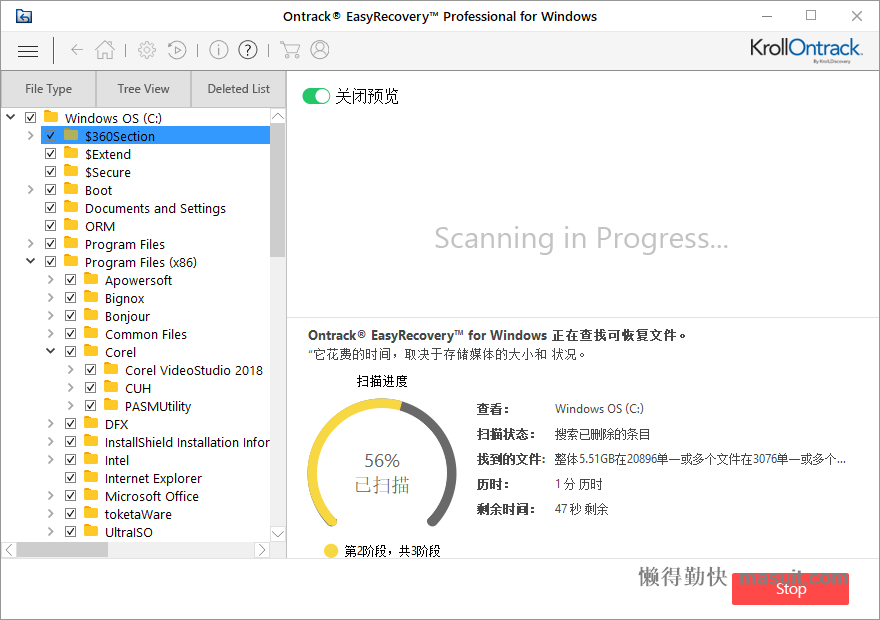 Ontrack® EasyRecovery™ Professional for Windows
KrollOntrack.
By KrollDiscovery
File Type
Tree View
Deleted List
Windows OS (C:)
$360Section
$Extend
$Secure
Boot
Documents and Settings
ORM
Program Files
Program Files (x86)
Apowersoft
Bignox
Bonjour
Common Files
Corel
Corel VideoStudio 2018
CUH
PASMUtility
DFX
InstallShield Installation Infor
Intel
Internet Explorer
Microsoft Office
toketaWare
UltraISO
关闭预览
Scanning in Progress...
Ontrack® EasyRecovery™ for Windows 正在查找可恢复文件。
“它花费的时间，取决于存储媒体的大小和 状况。
扫描进度
56%
已扫描
第2阶段，共3阶段
查看: Windows OS (C:)
扫描状态: 搜索已删除的条目
找到的文件: 整体5.51GB在20896单一或多个文件在3076单一或多个...
历时: 1 分 历时
剩余时间: 47 秒 剩余
懒得勤快 masuit.com
Stop